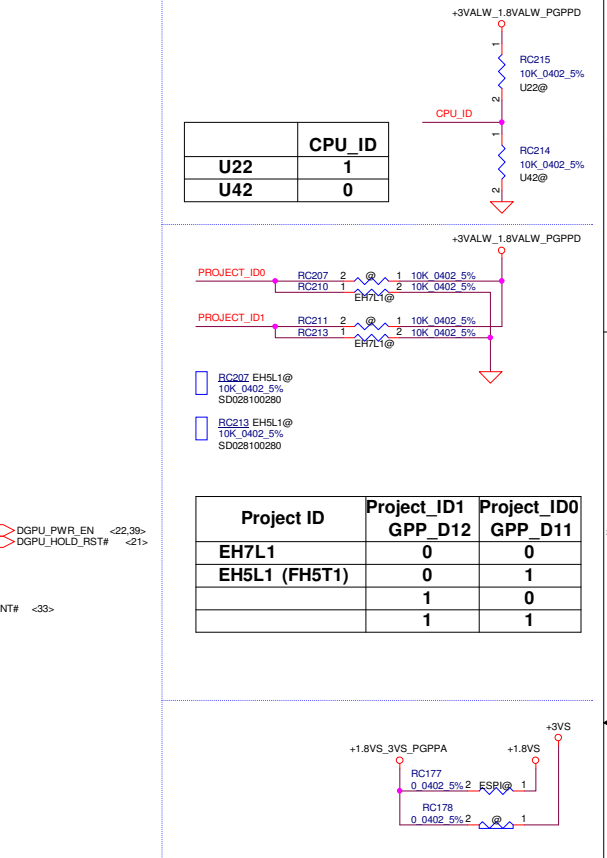 +3VALW_1.8VALW_PGPPD
1
RC215
10K_0402_5%
U22@
2
CPU_ID
1
RC214
10K_0402_5%
U42@
2
CPU_ID
U22 1
U42 0
+3VALW_1.8VALW_PGPPD
PROJECT_ID0 RC207 2 @ 1 10K_0402_5%
RC210 1 2 10K_0402_5%
EH7L1@
PROJECT_ID1 RC211 2 @ 1 10K_0402_5%
RC213 1 2 10K_0402_5%
EH7L1@
RC207 EH5L1@
10K_0402_5%
SD028100280
RC213 EH5L1@
10K_0402_5%
SD028100280
Project ID Project_ID1 Project_ID0
GPP_D12 GPP_D11
EH7L1 0 0
EH5L1 (FH5T1) 0 1
1 0
1 1
DGPU_PWR_EN <22,39>
DGPU_HOLD_RST# <21>
NT# <33>
+3VS
+1.8VS_3VS_PGPPA +1.8VS
RC177
0_0402_5% 2 ESPI@ 1
RC178
0_0402_5% 2 @ 1